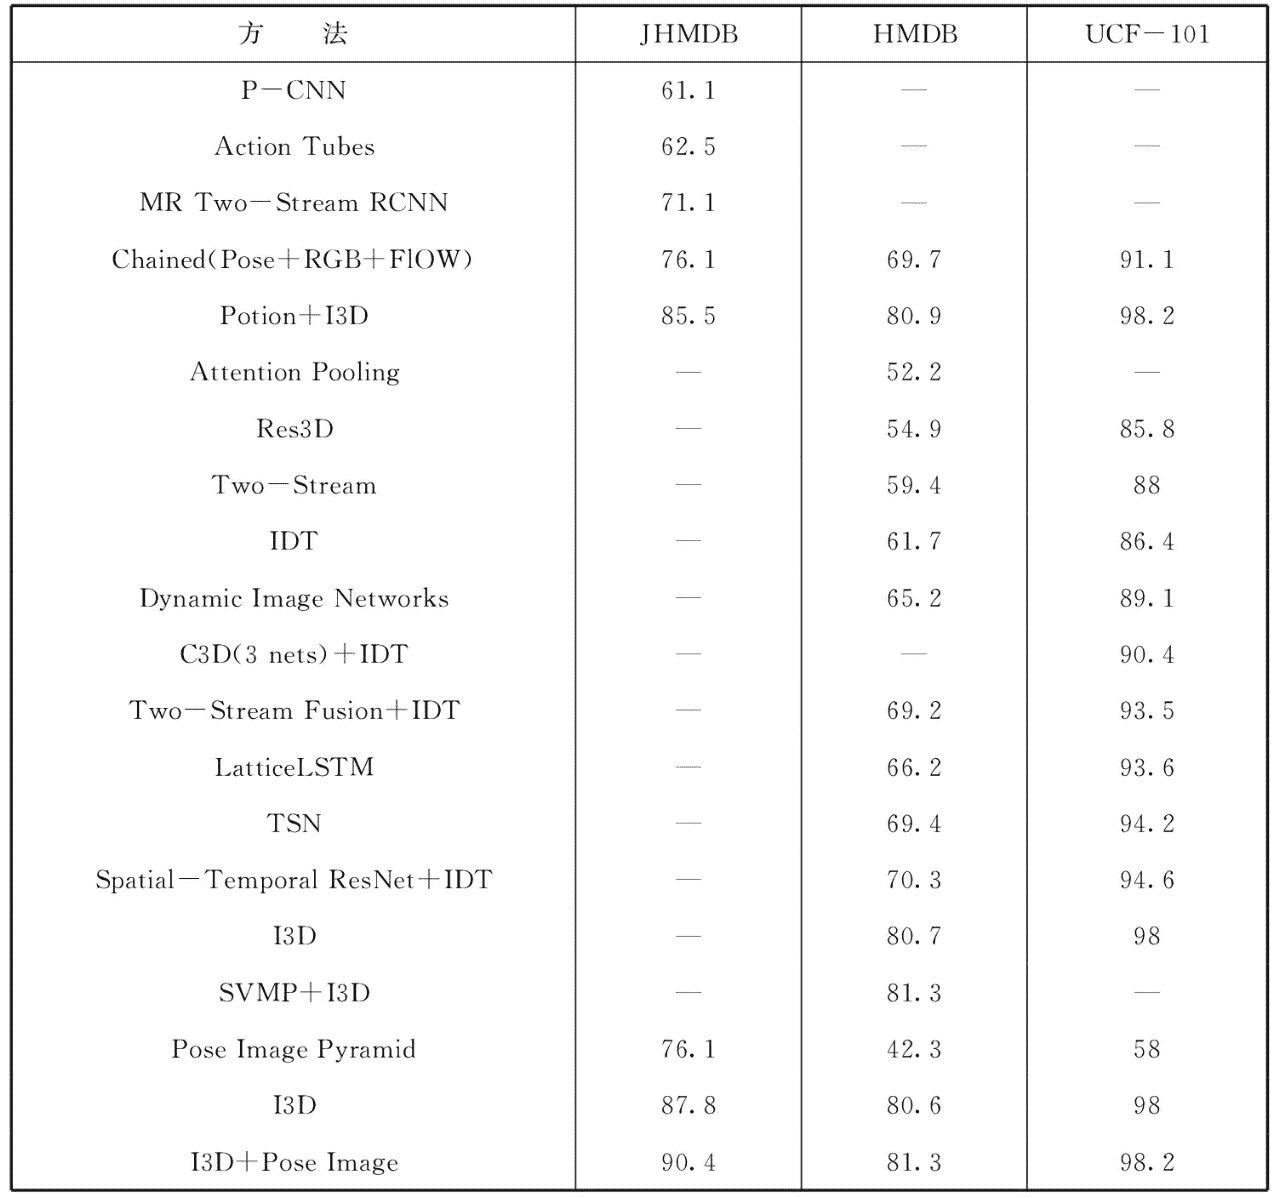 方 法 JHMDB HMDB UCF-101
P-CNN 61.1 — —
Action Tubes 62.5 — —
MR Two-Stream RCNN 71.1 — —
Chained(Pose+RGB+FlOW) 76.1 69.7 91.1
Potion+I3D 85.5 80.9 98.2
Attention Pooling — 52.2 —
Res3D — 54.9 85.8
Two-Stream — 59.4 88
IDT — 61.7 86.4
Dynamic Image Networks — 65.2 89.1
C3D(3 nets)+IDT — — 90.4
Two-Stream Fusion+IDT — 69.2 93.5
LatticeLSTM — 66.2 93.6
TSN — 69.4 94.2
Spatial-Temporal ResNet+IDT — 70.3 94.6
I3D — 80.7 98
SVMP+I3D — 81.3 —
Pose Image Pyramid 76.1 42.3 58
I3D 87.8 80.6 98
I3D+Pose Image 90.4 81.3 98.2